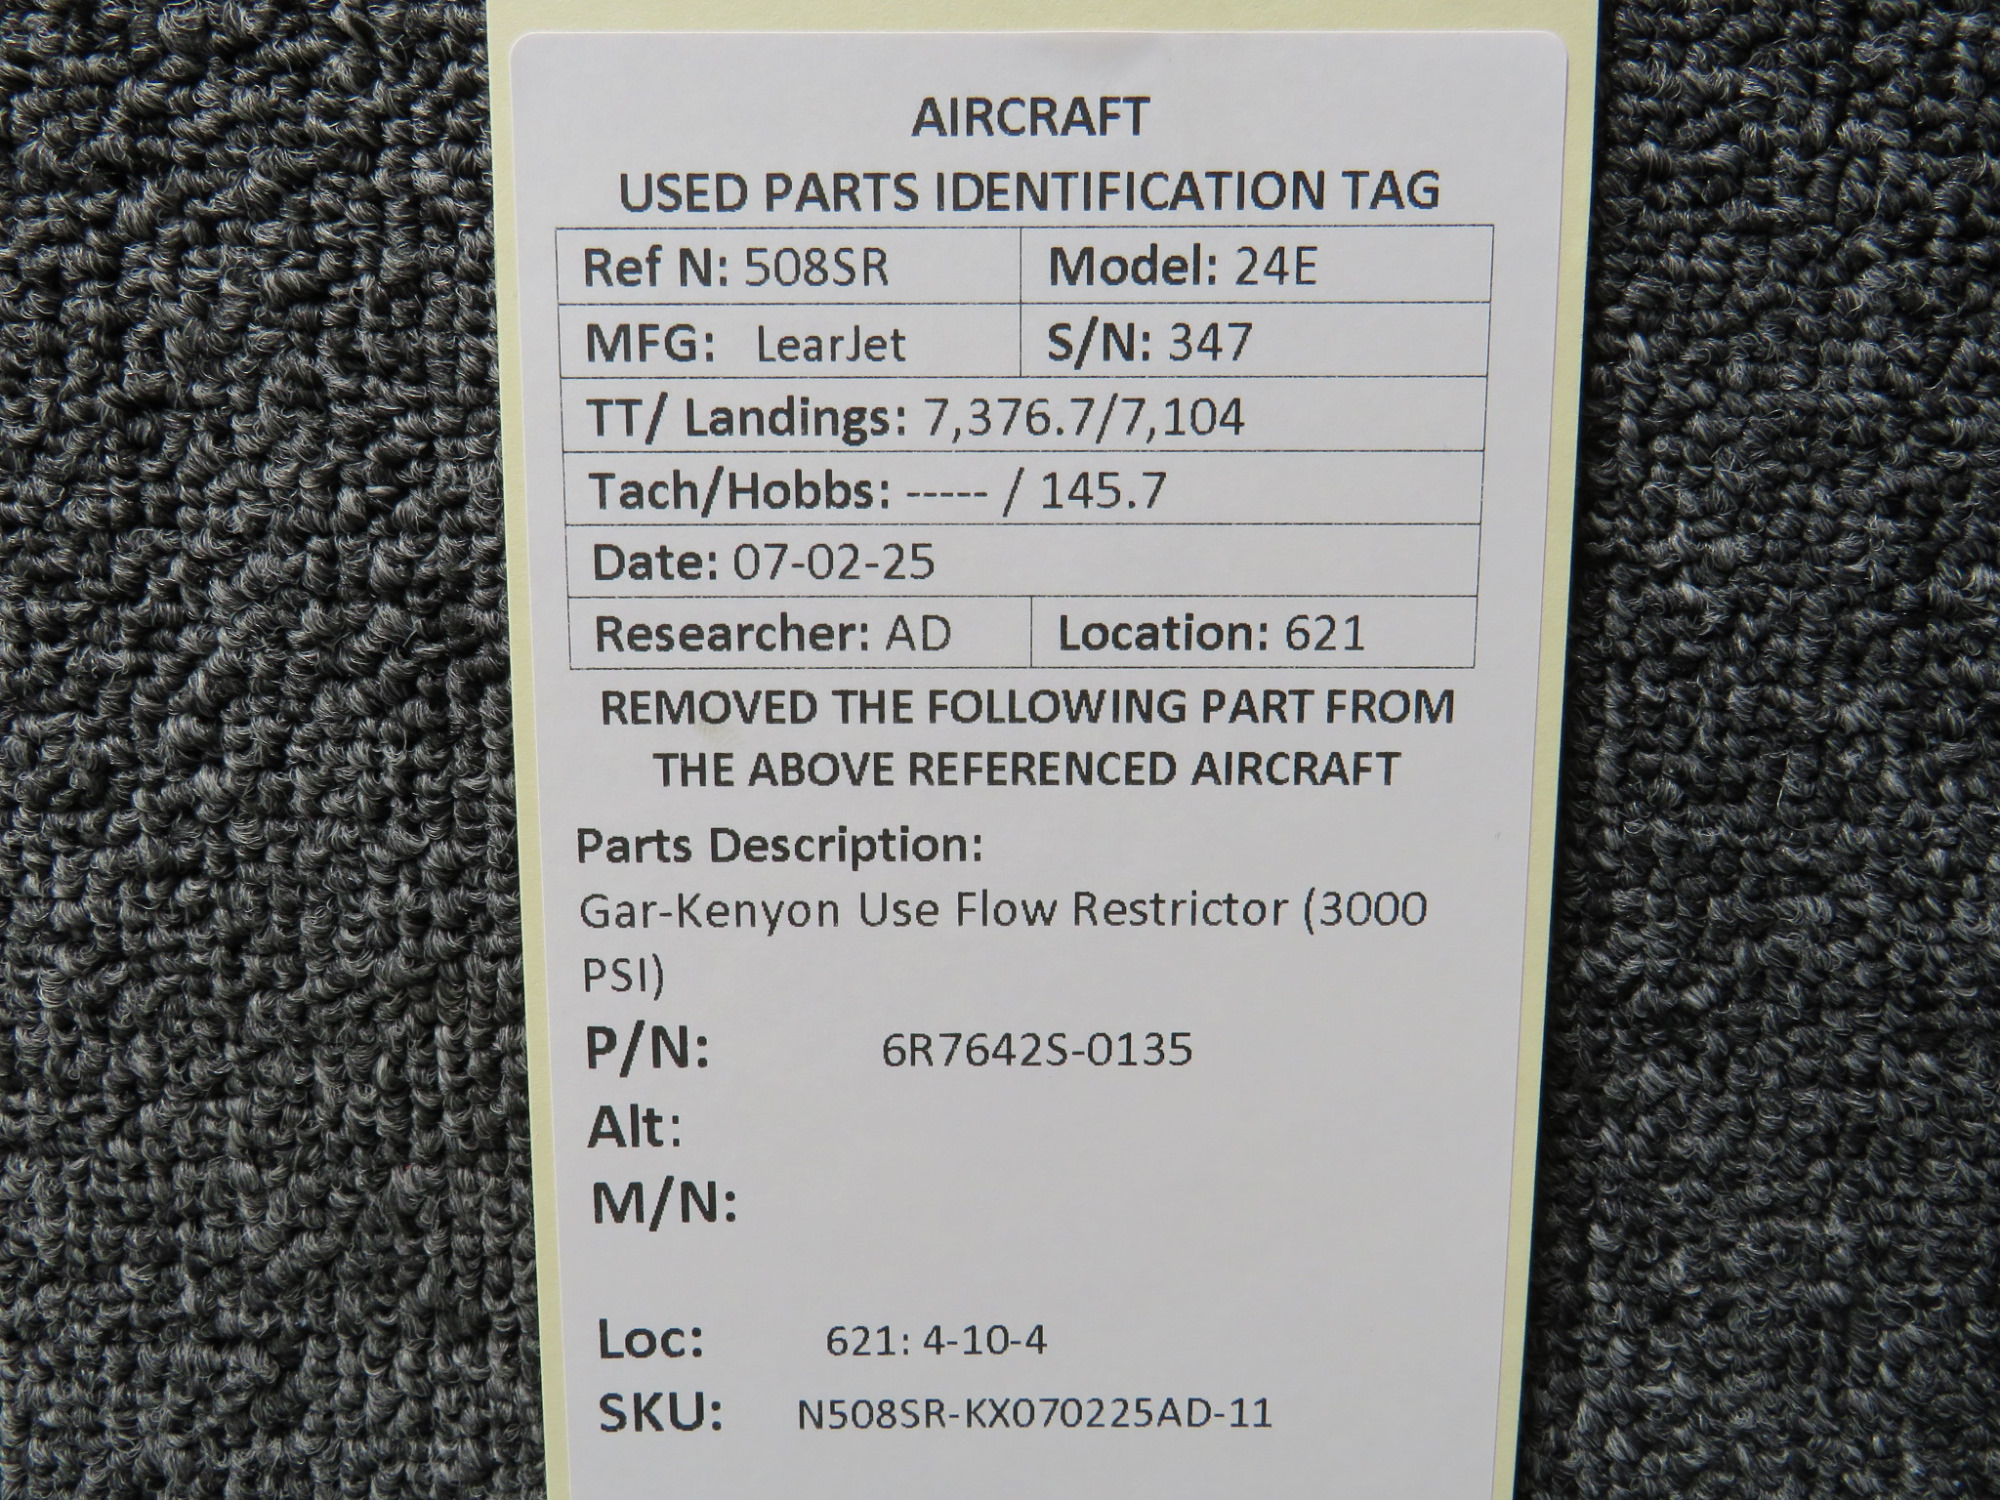 AIRCRAFT
USED PARTS IDENTIFICATION TAG
Ref N: 508SR Model: 24E
MFG: LearJet S/N: 347
TT/ Landings: 7,376.7/7,104
Tach/Hobbs: ----- / 145.7
Date: 07-02-25
Researcher: AD Location: 621
REMOVED THE FOLLOWING PART FROM
THE ABOVE REFERENCED AIRCRAFT
Parts Description:
Gar-Kenyon Use Flow Restrictor (3000
PSI)
P/N: 6R7642S-0135
Alt:
M/N:
Loc: 621: 4-10-4
SKU: N508SR-KX070225AD-11